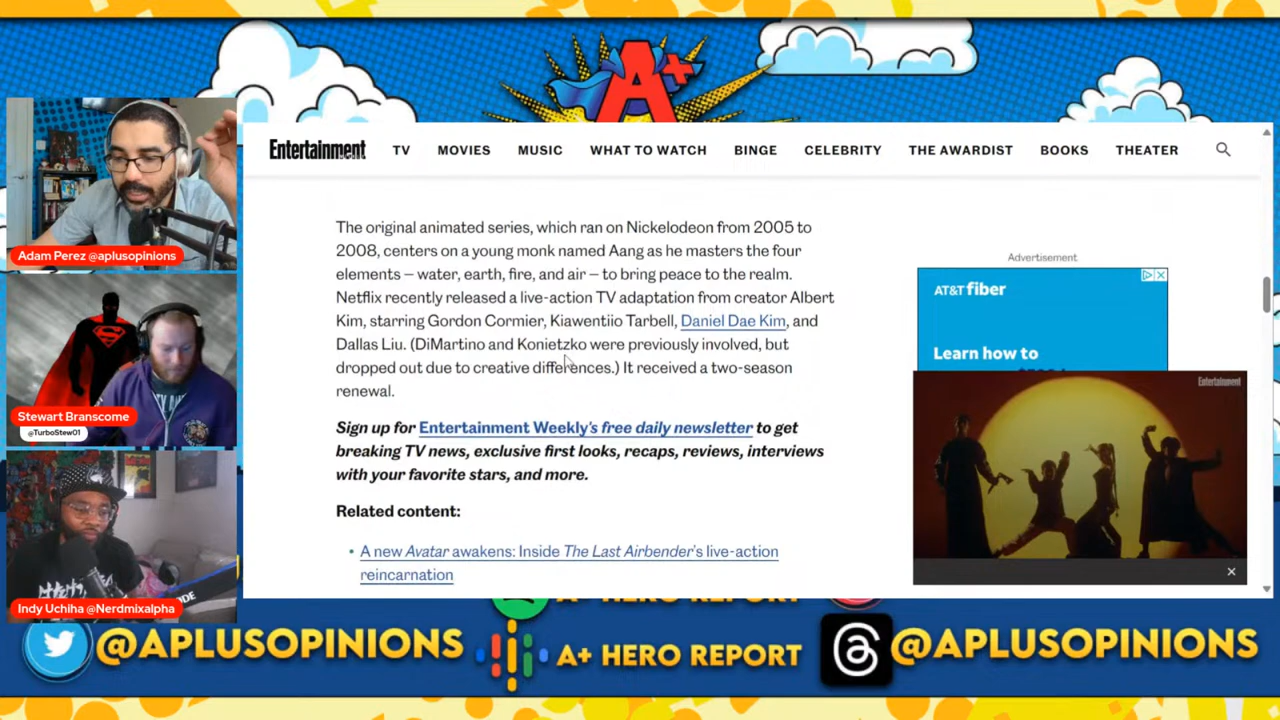 A+
Entertainment
TV
MOVIES
MUSIC
WHAT TO WATCH
BINGE
CELEBRITY
THE AWARDIST
BOOKS
THEATER
Adam Perez @aplusopinions
Stewart Branscome
@TurboStew01
Indy Uchiha @Nerdmixalpha
The original animated series, which ran on Nickelodeon from 2005 to
2008, centers on a young monk named Aang as he masters the four
elements — water, earth, fire, and air — to bring peace to the realm.
Netflix recently released a live-action TV adaptation from creator Albert
Kim, starring Gordon Cormier, Kiawentiio Tarbell, Daniel Dae Kim, and
Dallas Liu. (DiMartino and Konietzko were previously involved, but
dropped out due to creative differences.) It received a two-season
renewal.
Sign up for Entertainment Weekly's free daily newsletter to get
breaking TV news, exclusive first looks, recaps, reviews, interviews
with your favorite stars, and more.
Related content:
• A new Avatar awakens: Inside The Last Airbender's live-action
reincarnation
Advertisement
AT&T fiber
Learn how to
Entertainment
@APLUSOPINIONS
A+ HERO REPORT
A+ HERO REPORT
@APLUSOPINIONS